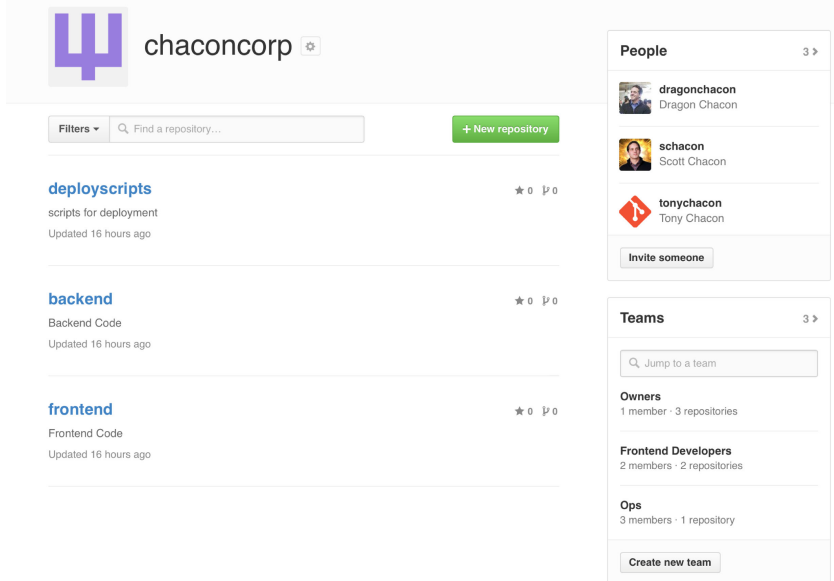 chaconcorp
Filters
Find a repository…
+ New repository
deployscripts
0 0
scripts for deployment
Updated 16 hours ago
backend
0 0
Backend Code
Updated 16 hours ago
frontend
0 0
Frontend Code
Updated 16 hours ago
People 3
dragonchacon
Dragon Chacon
schacon
Scott Chacon
tonychacon
Tony Chacon
Invite someone
Teams 3
Jump to a team
Owners
1 member · 3 repositories
Frontend Developers
2 members · 2 repositories
Ops
3 members · 1 repository
Create new team